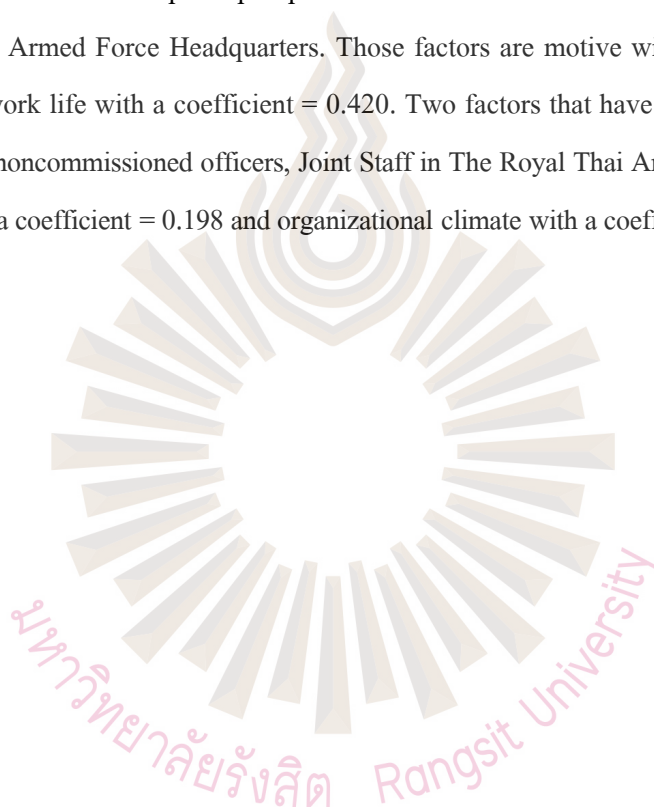 Armed Force Headquarters. Those factors are motive wi
ork life with a coefficient = 0.420. Two factors that have
noncommissioned officers, Joint Staff in The Royal Thai Ar
a coefficient = 0.198 and organizational climate with a coeff
มหาวิทยาลัยรังสิต Rangsit University